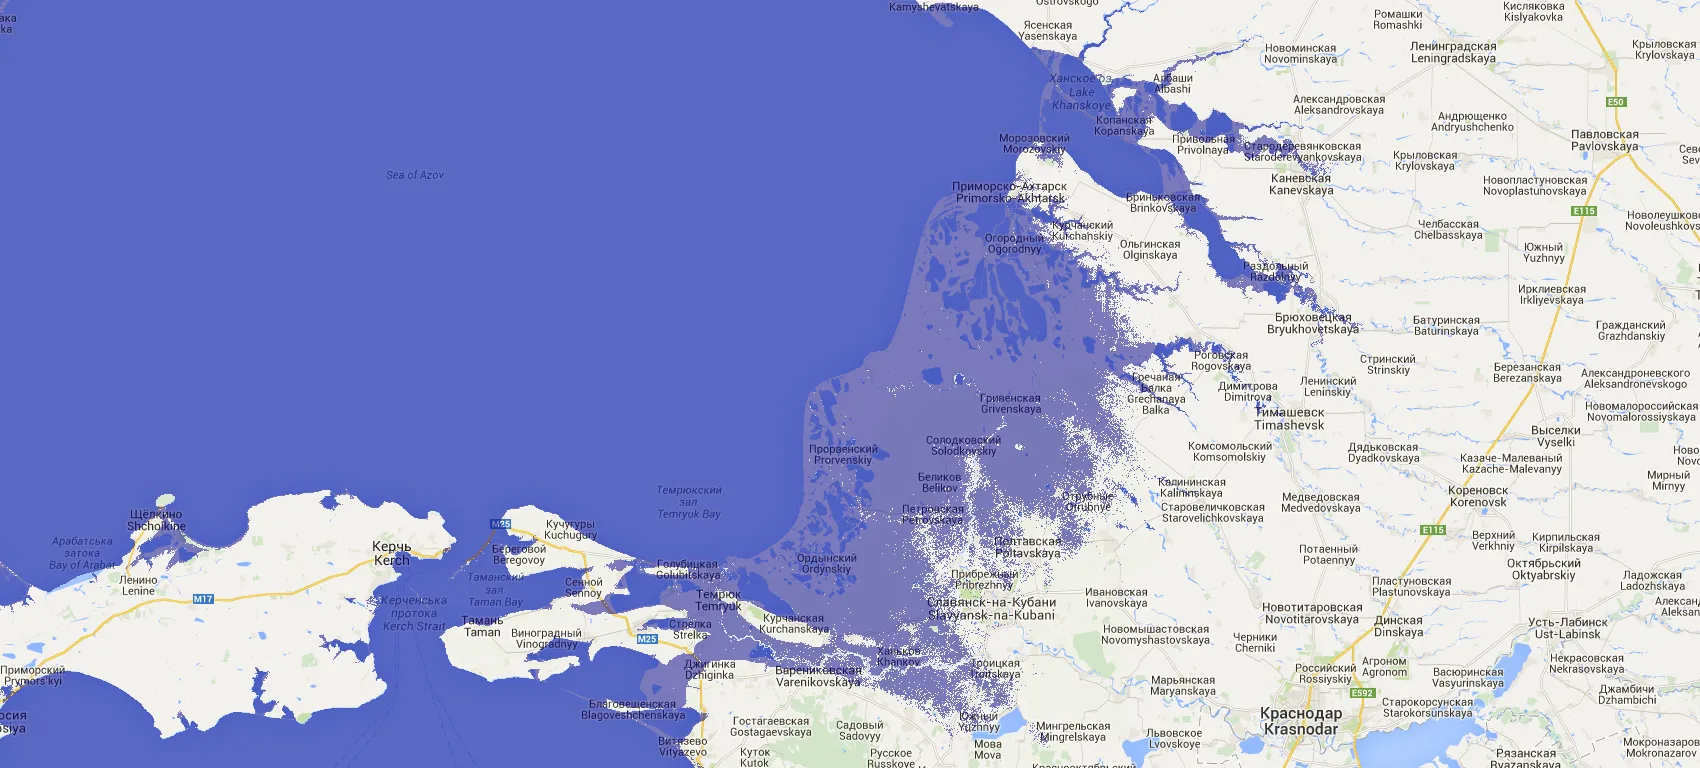 вка
ka
Kamyshevatskaya
Ostrovskogo
Ясенская
Yasenskaya
Ромашки
Romashki
Кисляковка
Kislyakovka
Новоминская
Novominskaya
Ленинградская
Leningradskaya
Крыловская
Krylovskaya
Ханское оз.
Lake
Khanskoye
Албаши
Albashi
E50
Александровская
Aleksandrovskaya
Андрющенко
Andryushchenko
Копанская
Kopanskaya
Павловская
Pavlovskaya
Морозовский
Morozovskiy
Привольная
Privolnaya
Стародеревянковская
Staroderevyankovskaya
Крыловская
Krylovskaya
Sea of Azov
Каневская
Kanevskaya
Новопластуновская
Novoplastunovskaya
Приморско-Ахтарск
Primorsko-Akhtarsk
Бриньковская
Brinkovskaya
E115
Новолеушковс
Novoleushkovs
Курчанский
Kurchanskiy
Челбасская
Chelbasskaya
Огородный
Ogorodnyy
Ольгинская
Olginskaya
Южный
Yuzhnyy
Раздольный
Razdolnyy
Ирклиевская
Irkliyevskaya
Брюховецкая
Bryukhovetskaya
Батуринская
Baturinskaya
Гражданский
Grazhdanskiy
Роговская
Rogovskaya
Стринский
Strinskiy
Березанская
Berezanskaya
Александроневского
Aleksandronevskogo
Гречаная
Балка
Grechanaya
Balka
Димитрова
Dimitrova
Ленинский
Leninskiy
Гривенская
Grivenskaya
Тимашевск
Timashevsk
Новомалороссийская
Novomalorossiyskaya
Выселки
Vyselki
Солодковский
Solodkovskiy
Прорвенский
Prorvenskiy
Комсомольский
Komsomolskiy
Дядьковская
Dyadkovskaya
Казаче-Малеваный
Kazache-Malevanyy
Мирный
Mirnyy
Беликов
Belikov
Темрюкский
зал
Temryuk Bay
Отрубные
Otrubnye
Калининская
Kalininskaya
Медведовская
Medvedovskaya
Кореновск
Korenovsk
Петровская
Petrovskaya
Старовеличковская
Starovelichkovskaya
Щёлкино
Shcholkine
M25
Кучугуры
Kuchugury
E115
Арабатська
затока
Bay of Arabat
Керчь
Kerch
Береговой
Beregovoy
Полтавская
Poltavskaya
Потаенный
Potaennyy
Верхний
Verkhniy
Кирпильская
Kirpilskaya
Ордынский
Ordynskiy
Голубицкая
Golubitskaya
Октябрьский
Oktyabrskiy
Ленино
Lenine
M17
Таманский
зал
Taman Bay
Сенной
Sennoy
Прибрежный
Pribrezhnyy
Пластуновская
Plastunovskaya
Ладожская
Ladozhskaya
Темрюк
Temryuk
Ивановская
Ivanovskaya
Керченська
протока
Kerch Strait
Славянск-на-Кубани
Slavyansk-na-Kubani
Новотитаровская
Novotitarovskaya
Тамань
Taman
Виноградный
Vinogradnyy
M25
Стрелка
Strelka
Курчанская
Kurchanskaya
Новомышастовская
Novomyshastovskaya
Черники
Cherniki
Динская
Dinskaya
Усть-Лабинск
Ust-Labinsk
Приморский
Prymors'kyi
Джигинка
Dzhiginka
Варениковская
Varenikovskaya
Ханьков
Khankov
Троицкая
Troitskaya
Российский
Rossiyskiy
Агроном
Agronom
Васюринская
Vasyurinskaya
Некрасовская
Nekrasovskaya
Марьянская
Maryanskaya
E592
Старокорсунская
Starokorsunskaya
Джамбичи
Dzhambichi
Благовещенская
Blagoveshchenskaya
Гостагаевская
Gostagaevskaya
Садовый
Sadovyy
Южный
Yuzhnyy
Мингрельская
Mingrelskaya
Краснодар
Krasnodar
Львовское
Lvovskoye
Витязево
Vityazevo
Куток
Kutok
Русское
Russkoye
Мова
Mova
Рязанская
Ryazanskaya
Мокроназаров
Mokronazarov